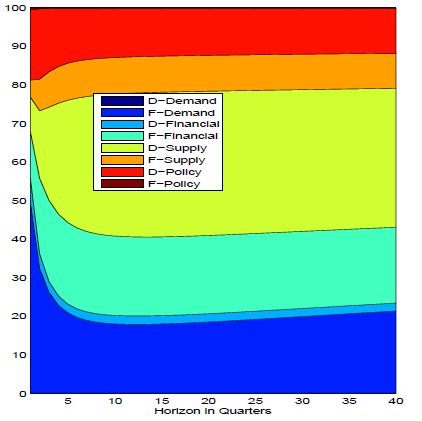 100
90
80
70
60
50
40
30
20
10
0
D-Demand
F-Demand
D-Financial
F-Financial
D-Supply
F-Supply
D-Policy
F-Policy
5 10 15 20 25 30 35 40
Horizon in Quarters